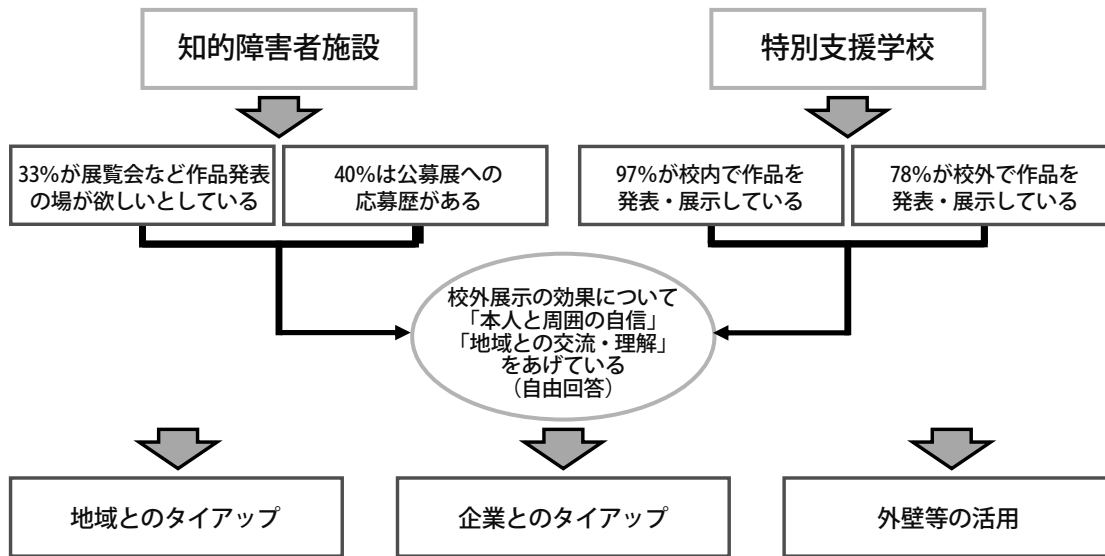 知的障害者施設
特別支援学校
33%が展覧会など作品発表
の場が欲しいとしている
40%は公募展への
応募歴がある
97%が校内で作品を
発表・展示している
78%が校外で作品を
発表・展示している
校外展示の効果について
「本人と周囲の自信」
「地域との交流・理解」
をあげている
（自由回答）
地域とのタイアップ
企業とのタイアップ
外壁等の活用